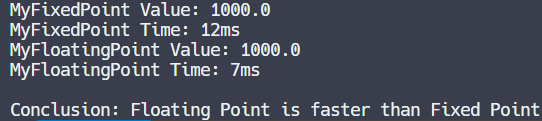 MyFixedPoint Value: 1000.0
MyFixedPoint Time: 12ms
MyFloatingPoint Value: 1000.0
MyFloatingPoint Time: 7ms
Conclusion: Floating Point is faster than Fixed Point